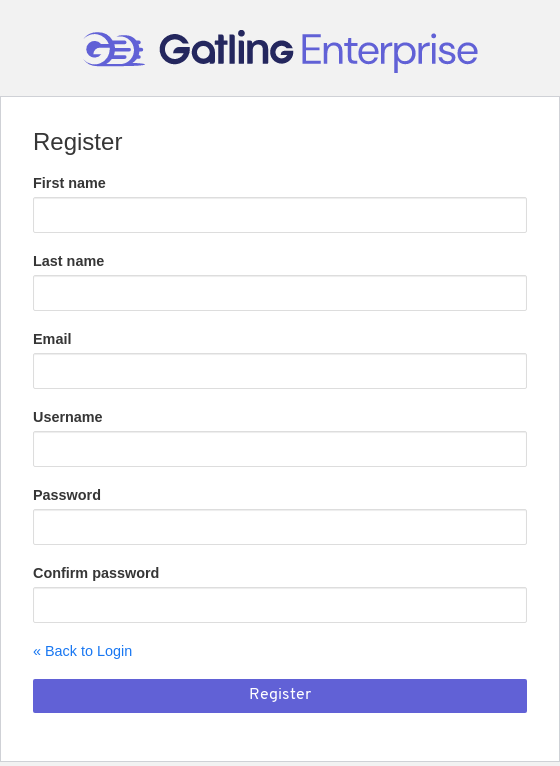 Gatling Enterprise
Register
First name
Last name
Email
Username
Password
Confirm password
« Back to Login
Register